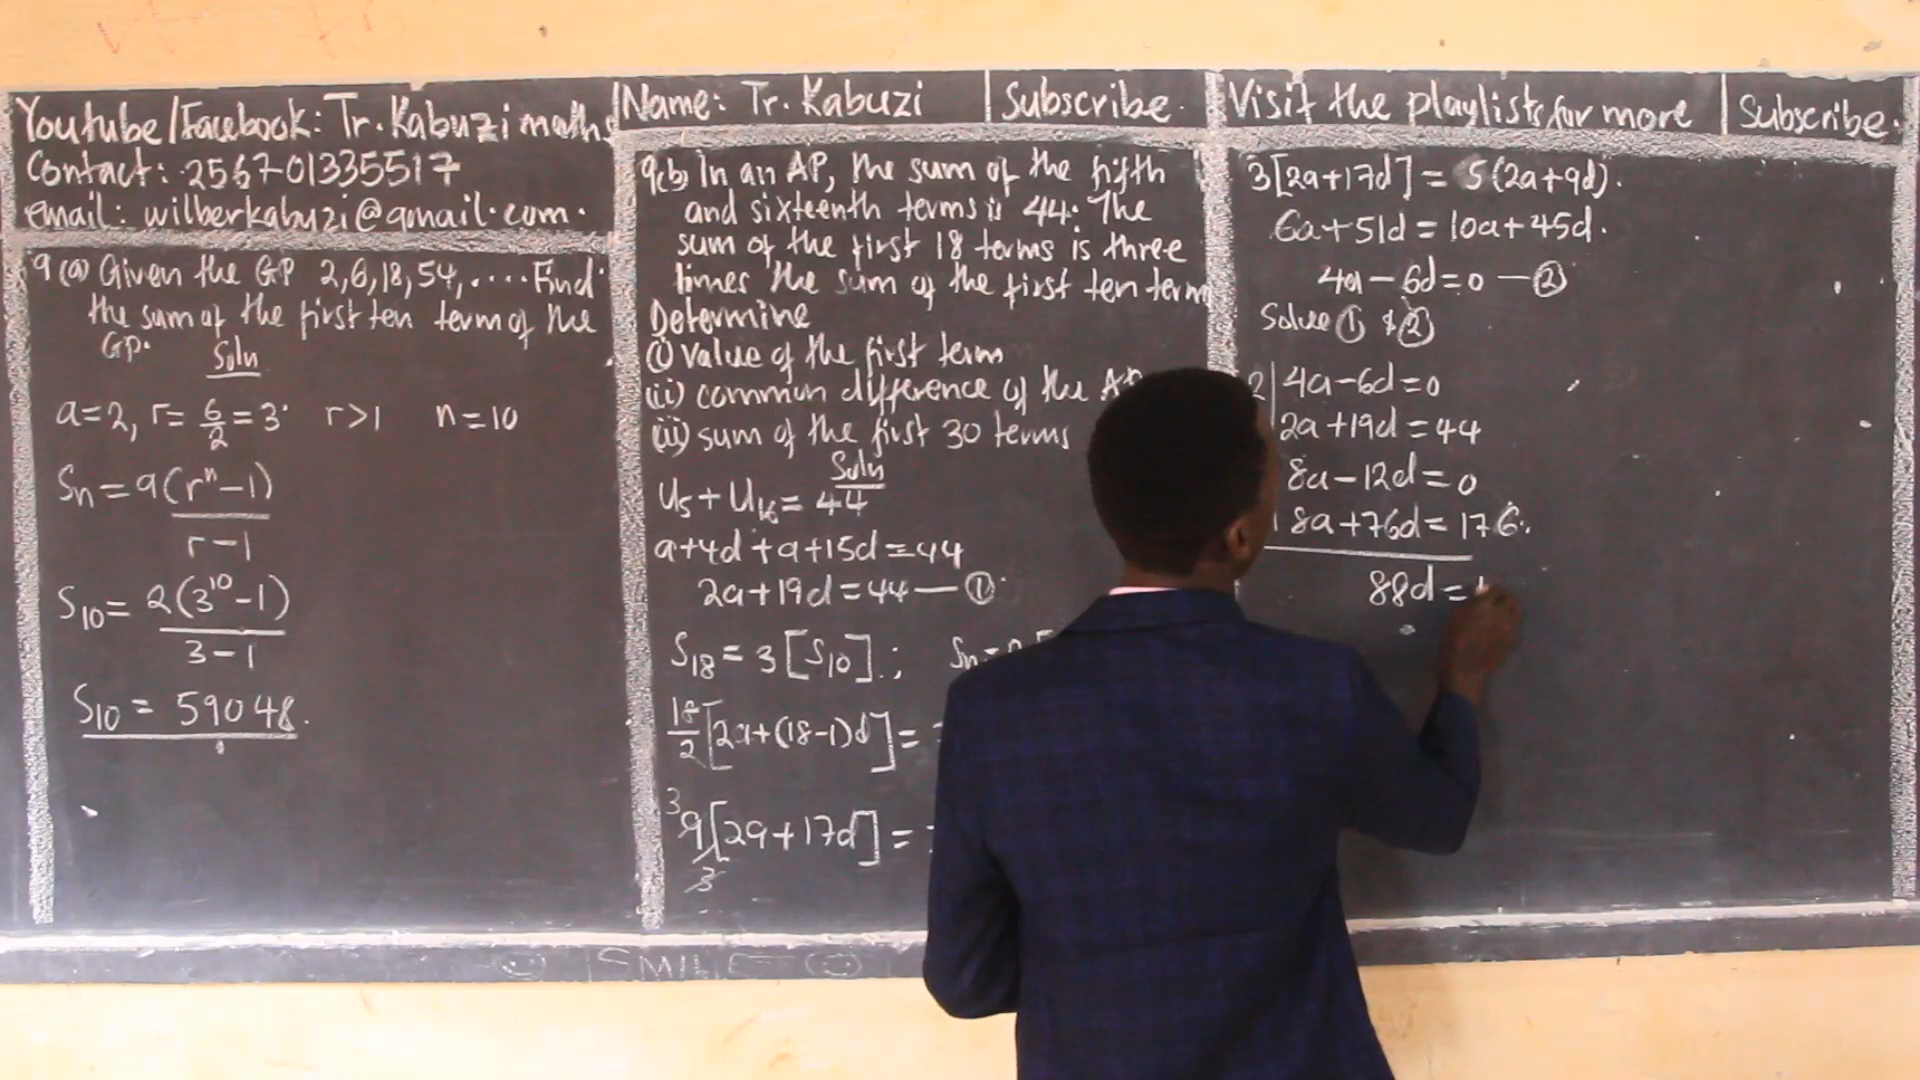 Youtube/Facebook: Tr. Kabuzi maths
Contact: 256701335517
email: wilberkabuzi@gmail.com.
9(a) Given the GP 2,6,18,54,.... Find
the sum of the first ten term of the
GP.
Soln
a=2, r= 6/2 =3 r>1 n=10
Sn = a(rⁿ-1)
r-1
S10= 2(3¹⁰-1)
3-1
S10 = 59048.
Name: Tr. Kabuzi
Subscribe.
9(b) In an AP, the sum of the fifth
and sixteenth terms is 44. The
sum of the first 18 terms is three
times the sum of the first ten term
Determine
(i) value of the first term
(ii) common difference of the
(iii) sum of the first 30 terms
Soln
U5 + U16 = 44
a+4d + a+15d = 44
2a+19d = 44 — ①
S18 = 3[S10]; Sn=
18/2 [2a+(18-1)d] =
3 9[2a+17d] =
3
Visit the playlists for more
Subscribe.
3[2a+17d] = 5(2a+9d).
6a+51d = 10a+45d.
4a-6d=0 —②
Solve ① & ②
2 | 4a-6d=0
2a+19d=44
8a-12d=0
8a+76d=176.
88d=
SMILE